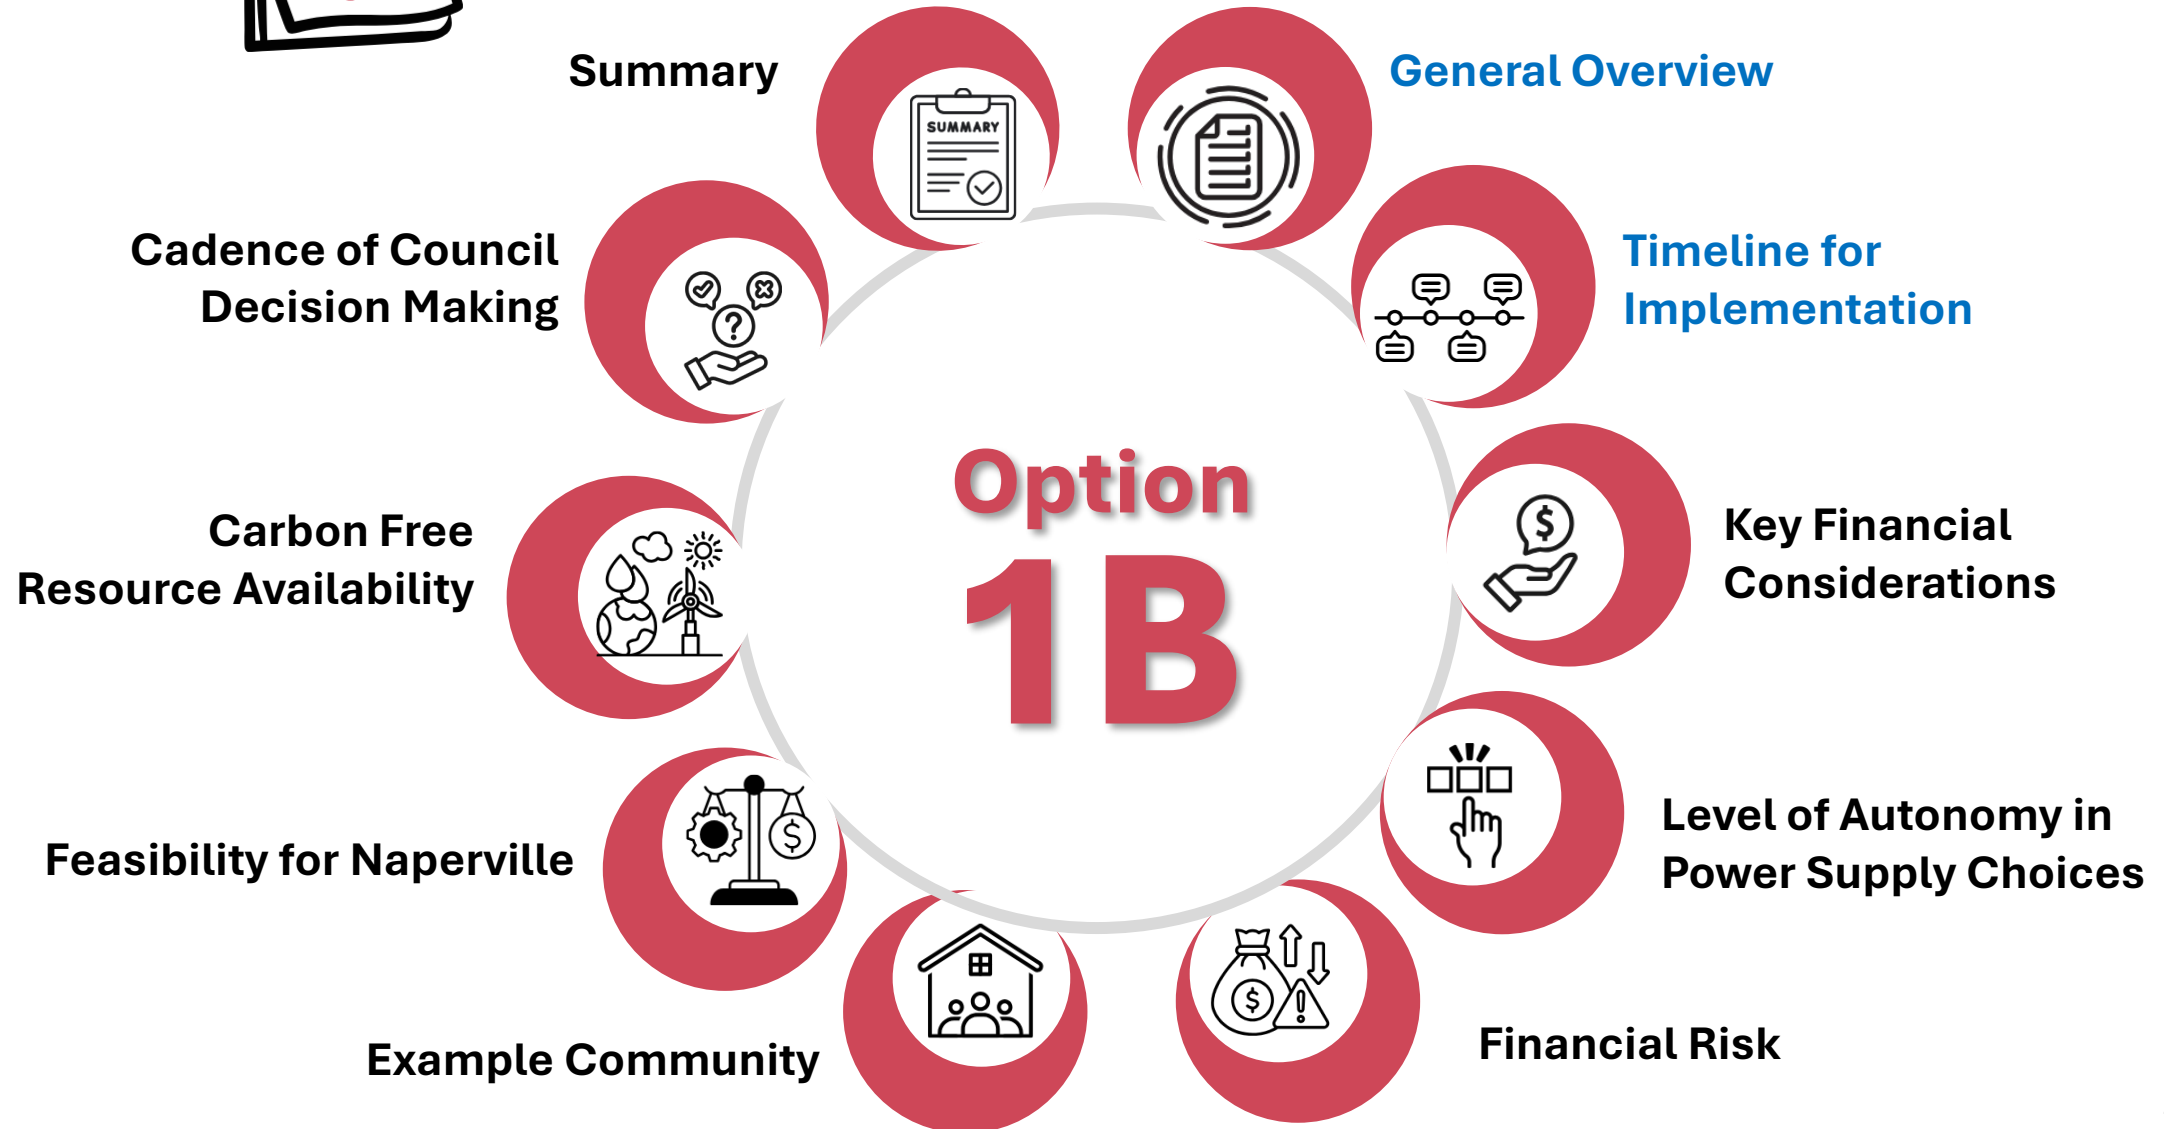 Summary
SUMMARY
General Overview
Timeline for
Implementation
Key Financial
Considerations
Level of Autonomy in
Power Supply Choices
Financial Risk
Example Community
Feasibility for Naperville
Carbon Free
Resource Availability
Cadence of Council
Decision Making
Option
1B